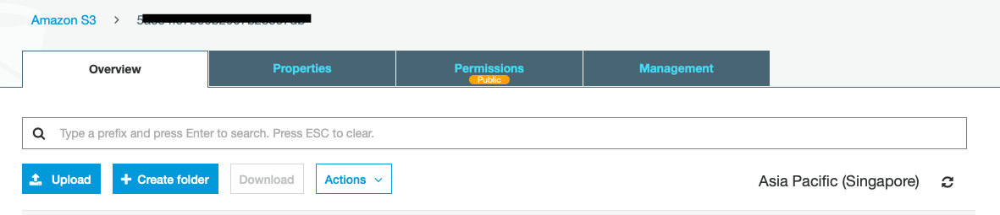 Amazon S3 >
Overview Properties Permissions Management
Public
Type a prefix and press Enter to search. Press ESC to clear.
Upload + Create folder Download Actions Asia Pacific (Singapore)